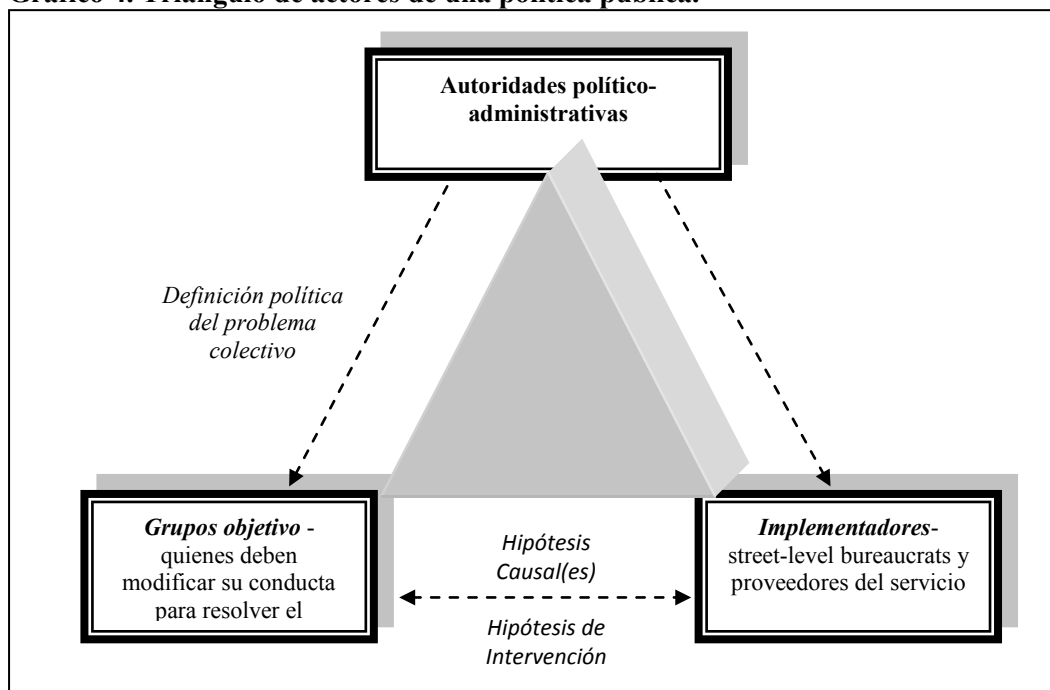 Gráfico 4. Triángulo de actores de una política pública.
Autoridades político-
administrativas
Definición política
del problema
colectivo
Grupos objetivo -
quienes deben
modificar su conducta
para resolver el
Hipótesis
Causal(es)
Hipótesis de
Intervención
Implementadores-
street-level bureaucrats y
proveedores del servicio